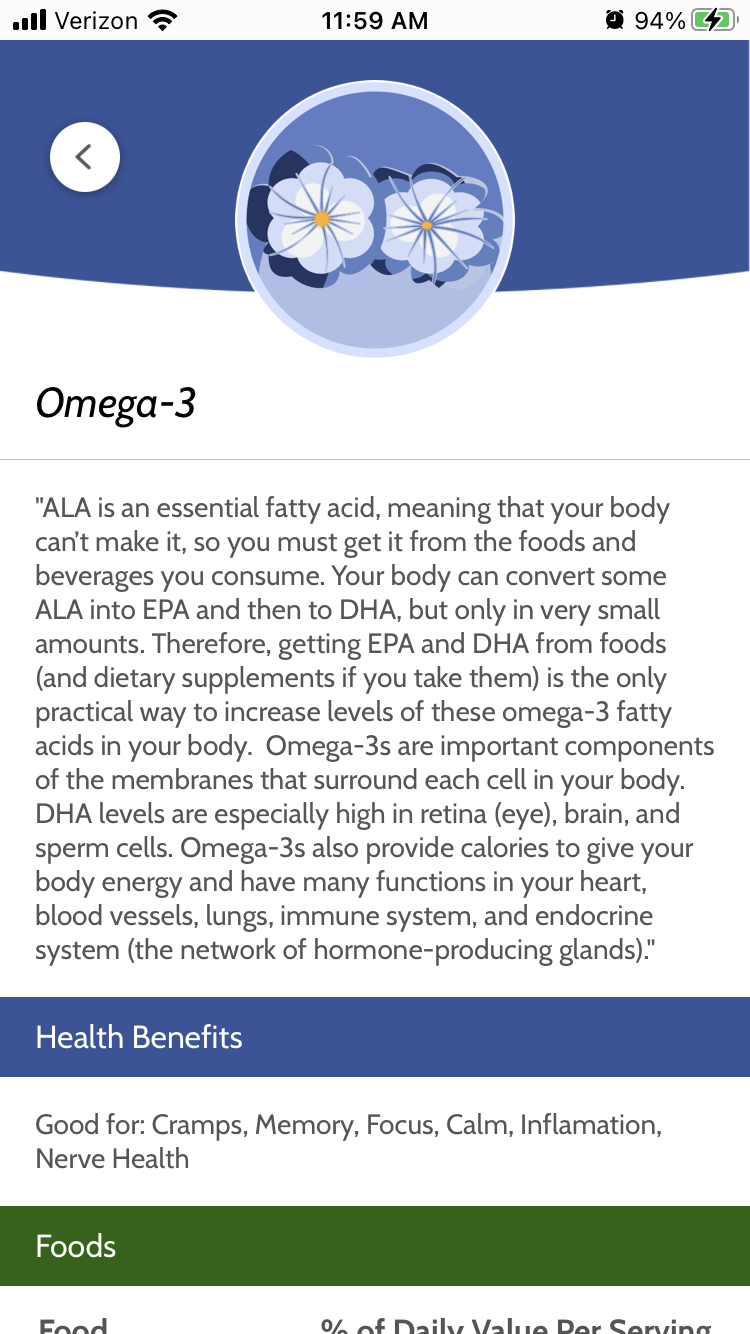 Verizon 11:59 AM 94%
Omega-3
"ALA is an essential fatty acid, meaning that your body
can’t make it, so you must get it from the foods and
beverages you consume. Your body can convert some
ALA into EPA and then to DHA, but only in very small
amounts. Therefore, getting EPA and DHA from foods
(and dietary supplements if you take them) is the only
practical way to increase levels of these omega-3 fatty
acids in your body.  Omega-3s are important components
of the membranes that surround each cell in your body.
DHA levels are especially high in retina (eye), brain, and
sperm cells. Omega-3s also provide calories to give your
body energy and have many functions in your heart,
blood vessels, lungs, immune system, and endocrine
system (the network of hormone-producing glands)."
Health Benefits
Good for: Cramps, Memory, Focus, Calm, Inflamation,
Nerve Health
Foods
Food % of Daily Value Per Serving